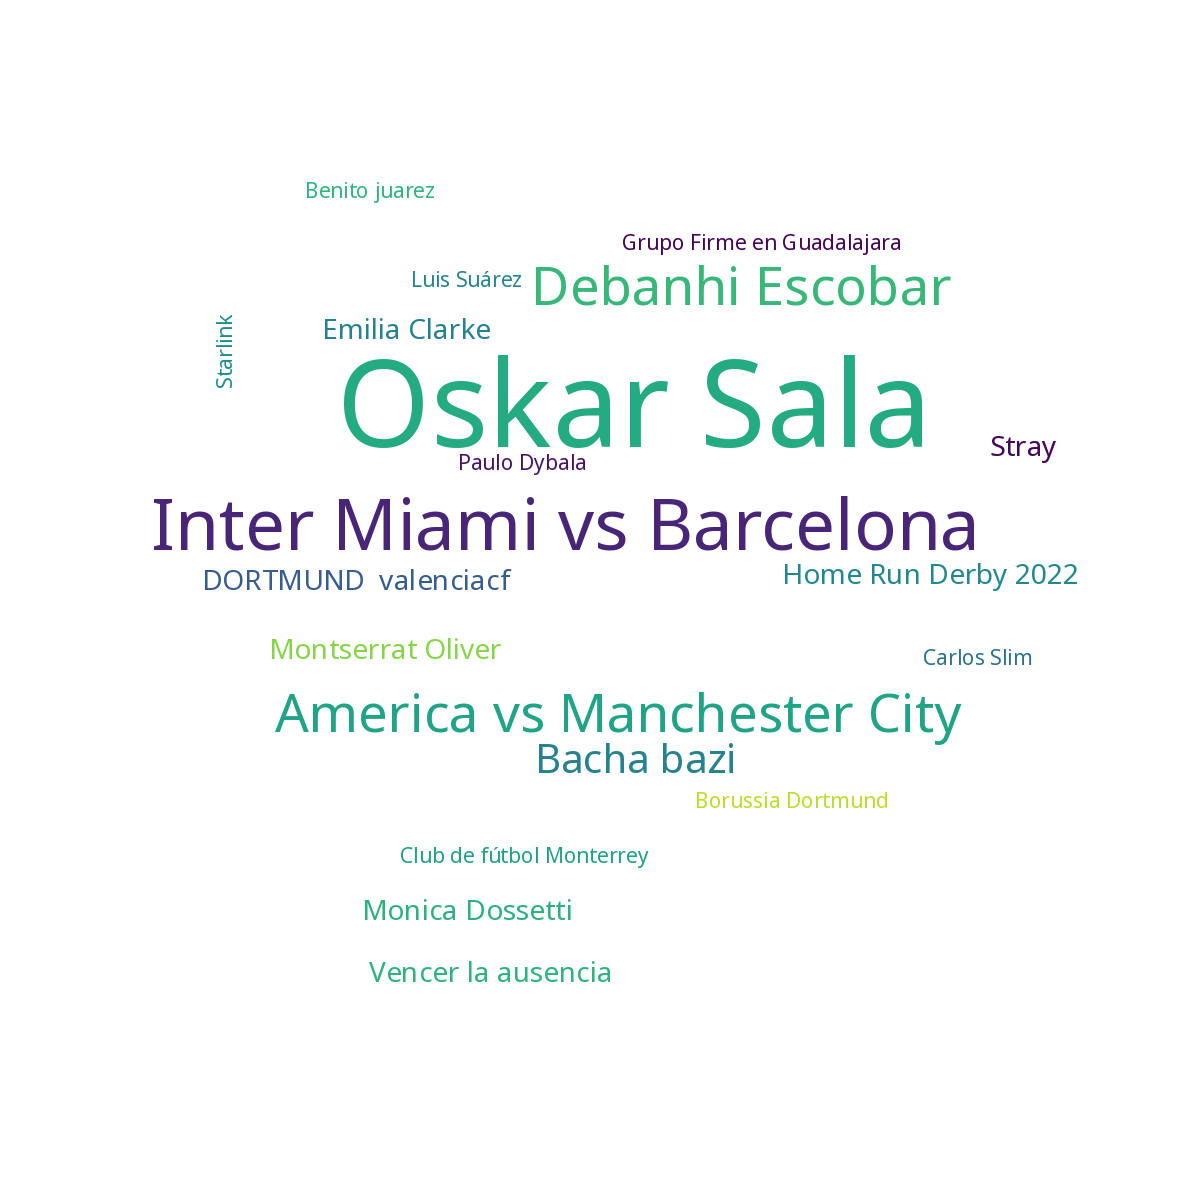 Benito juarez
Grupo Firme en Guadalajara
Luis Suárez
Debanhi Escobar
Starlink
Emilia Clarke
Oskar Sala
Stray
Paulo Dybala
Inter Miami vs Barcelona
DORTMUND  valenciacf
Home Run Derby 2022
Montserrat Oliver
Carlos Slim
America vs Manchester City
Bacha bazi
Borussia Dortmund
Club de fútbol Monterrey
Monica Dossetti
Vencer la ausencia